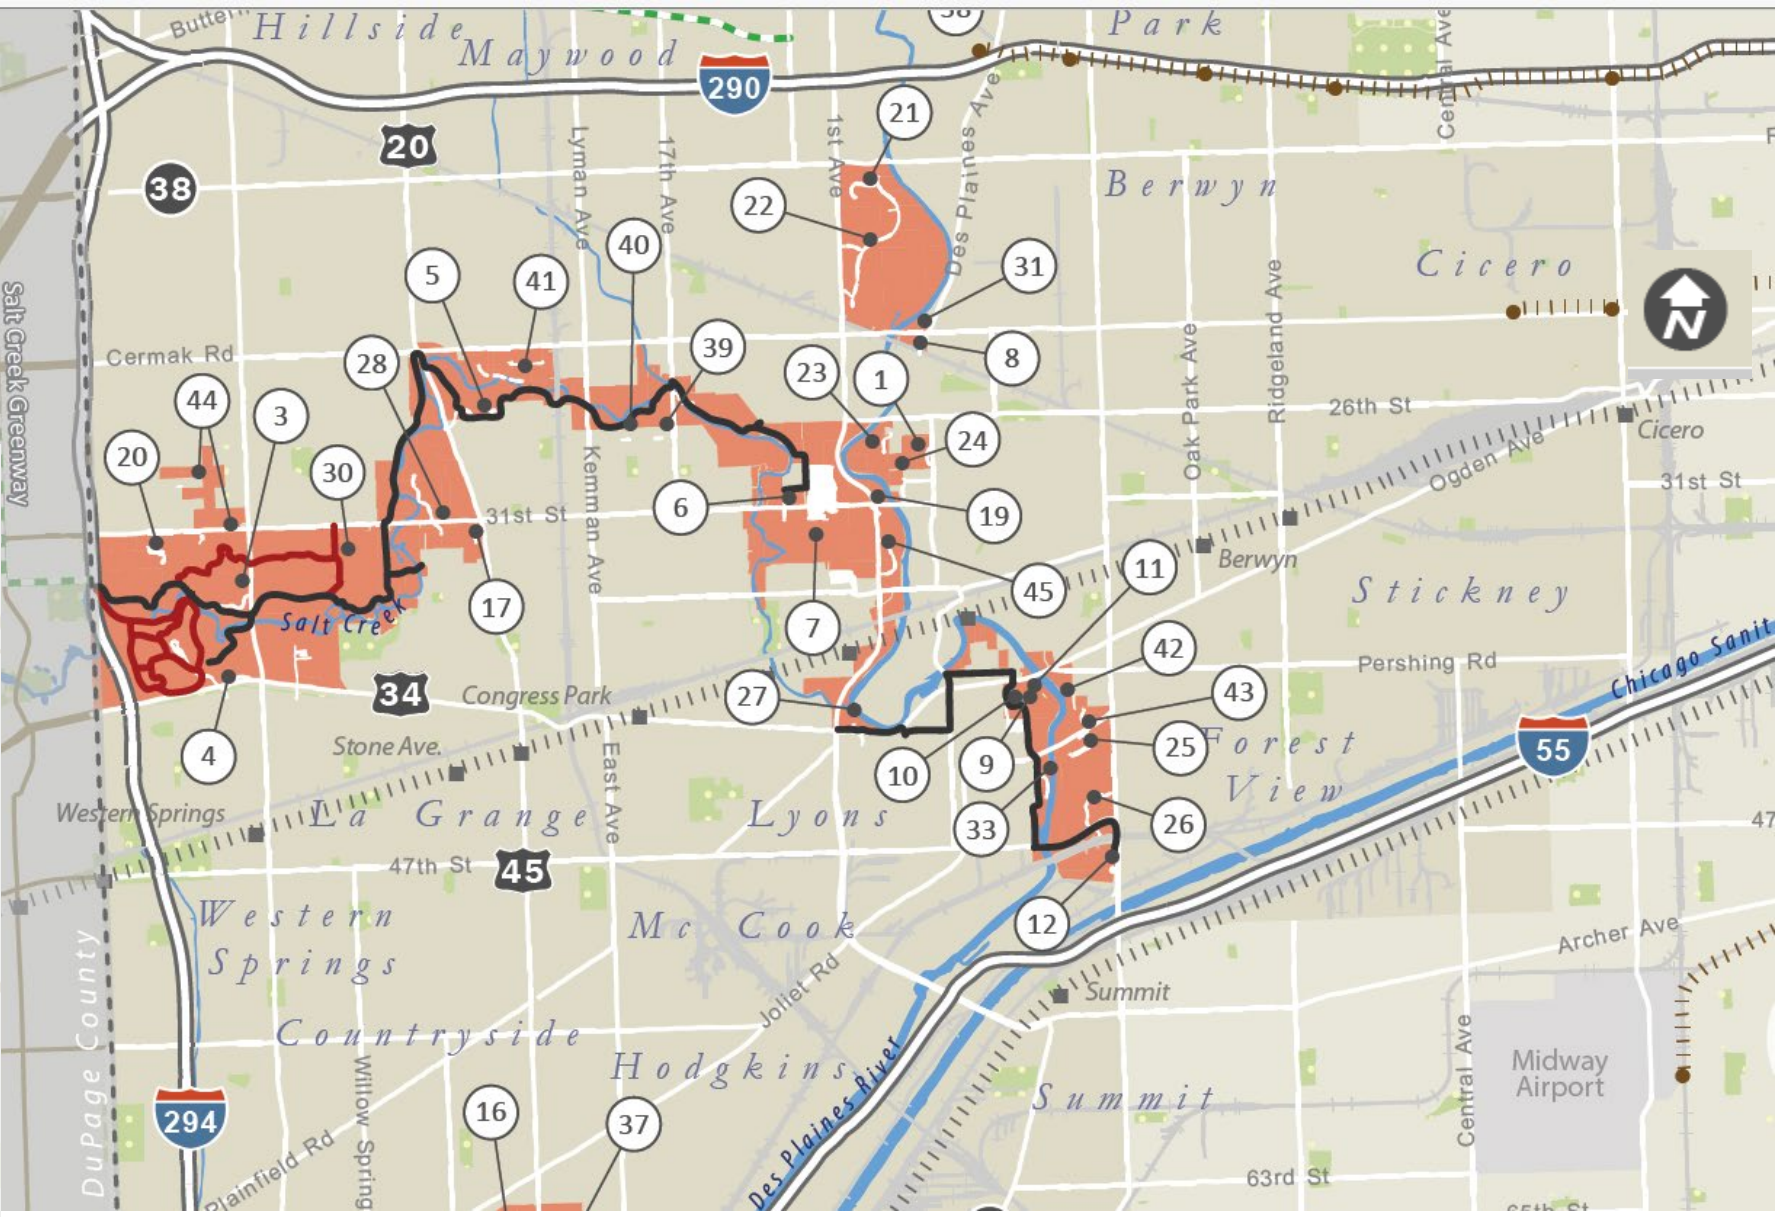 Hillside
Maywood
Park
290
21
20
38
Lyman Ave
17th Ave
1st Ave
Des Plaines Ave
Central Ave
Berwyn
22
40
31
5
41
Cicero
N
Salt Creek Greenway
Cermak Rd
28
39
23
1
8
Oak Park Ave
Ridgeland Ave
26th St
Cicero
44
3
20
30
24
Ogden Ave
31st St
6
19
31st St
Kemman Ave
11
Berwyn
17
45
Stickney
Salt Creek
7
42
Pershing Rd
Chicago Sanit
34
Congress Park
27
43
4
Stone Ave.
10
9
25
Forest
View
55
Western Springs
La Grange
East Ave
Lyons
33
26
47
47th St
45
Western
Springs
Mc Cook
12
Archer Ave
DuPage County
Joliet Rd
Summit
Countryside
Hodgkins
Des Plaines River
Central Ave
Midway
Airport
Summit
294
Willow Spring
16
37
Plainfield Rd
63rd St